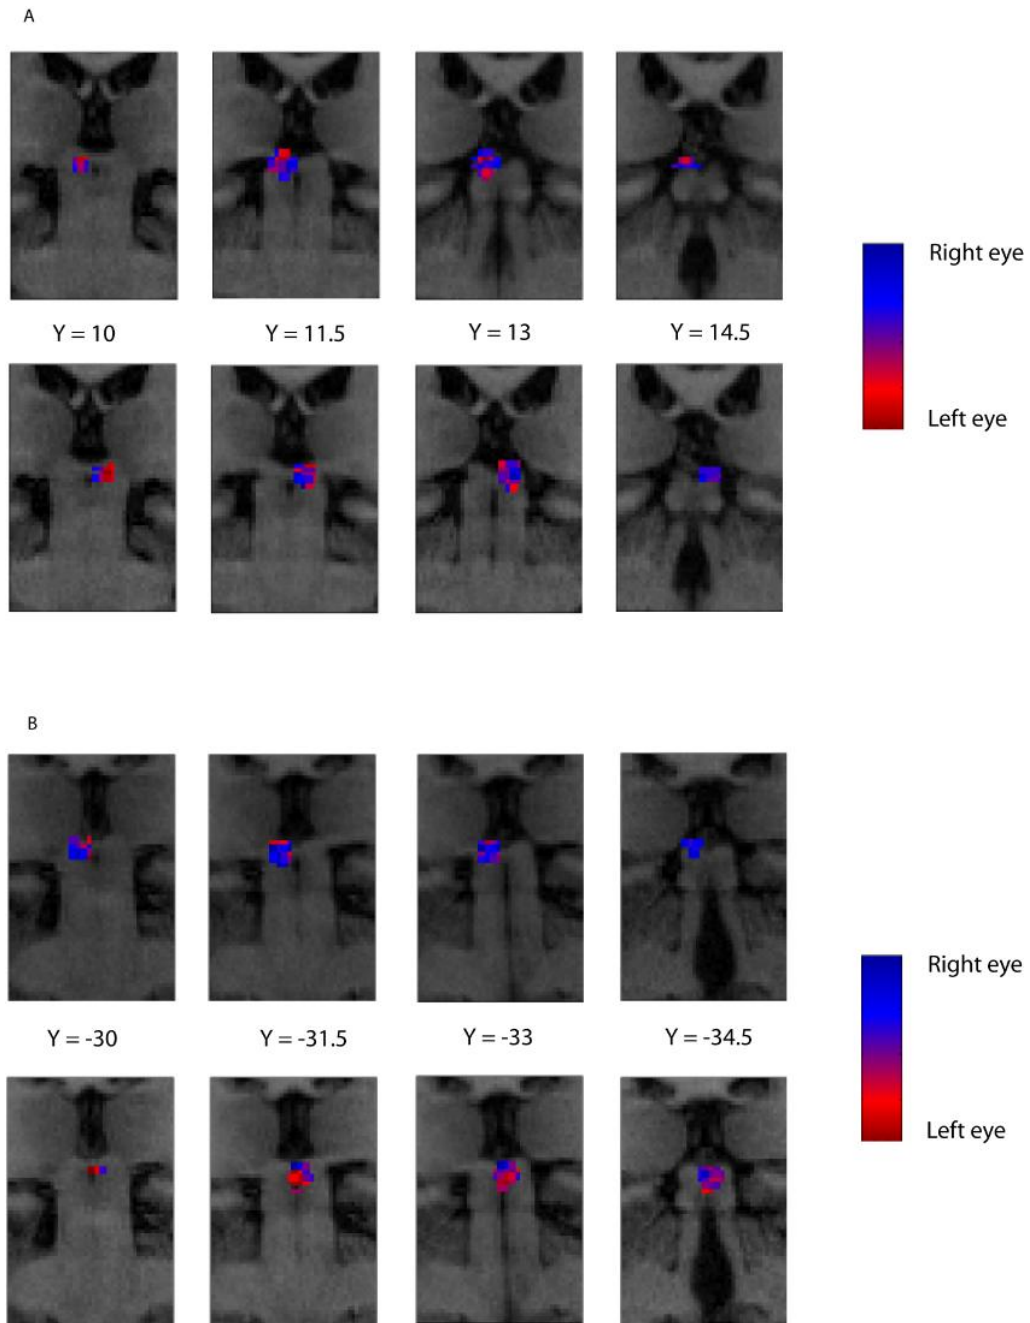 A
Y = 10
Y = 11.5
Y = 13
Y = 14.5
Right eye
Left eye
B
Y = -30
Y = -31.5
Y = -33
Y = -34.5
Right eye
Left eye